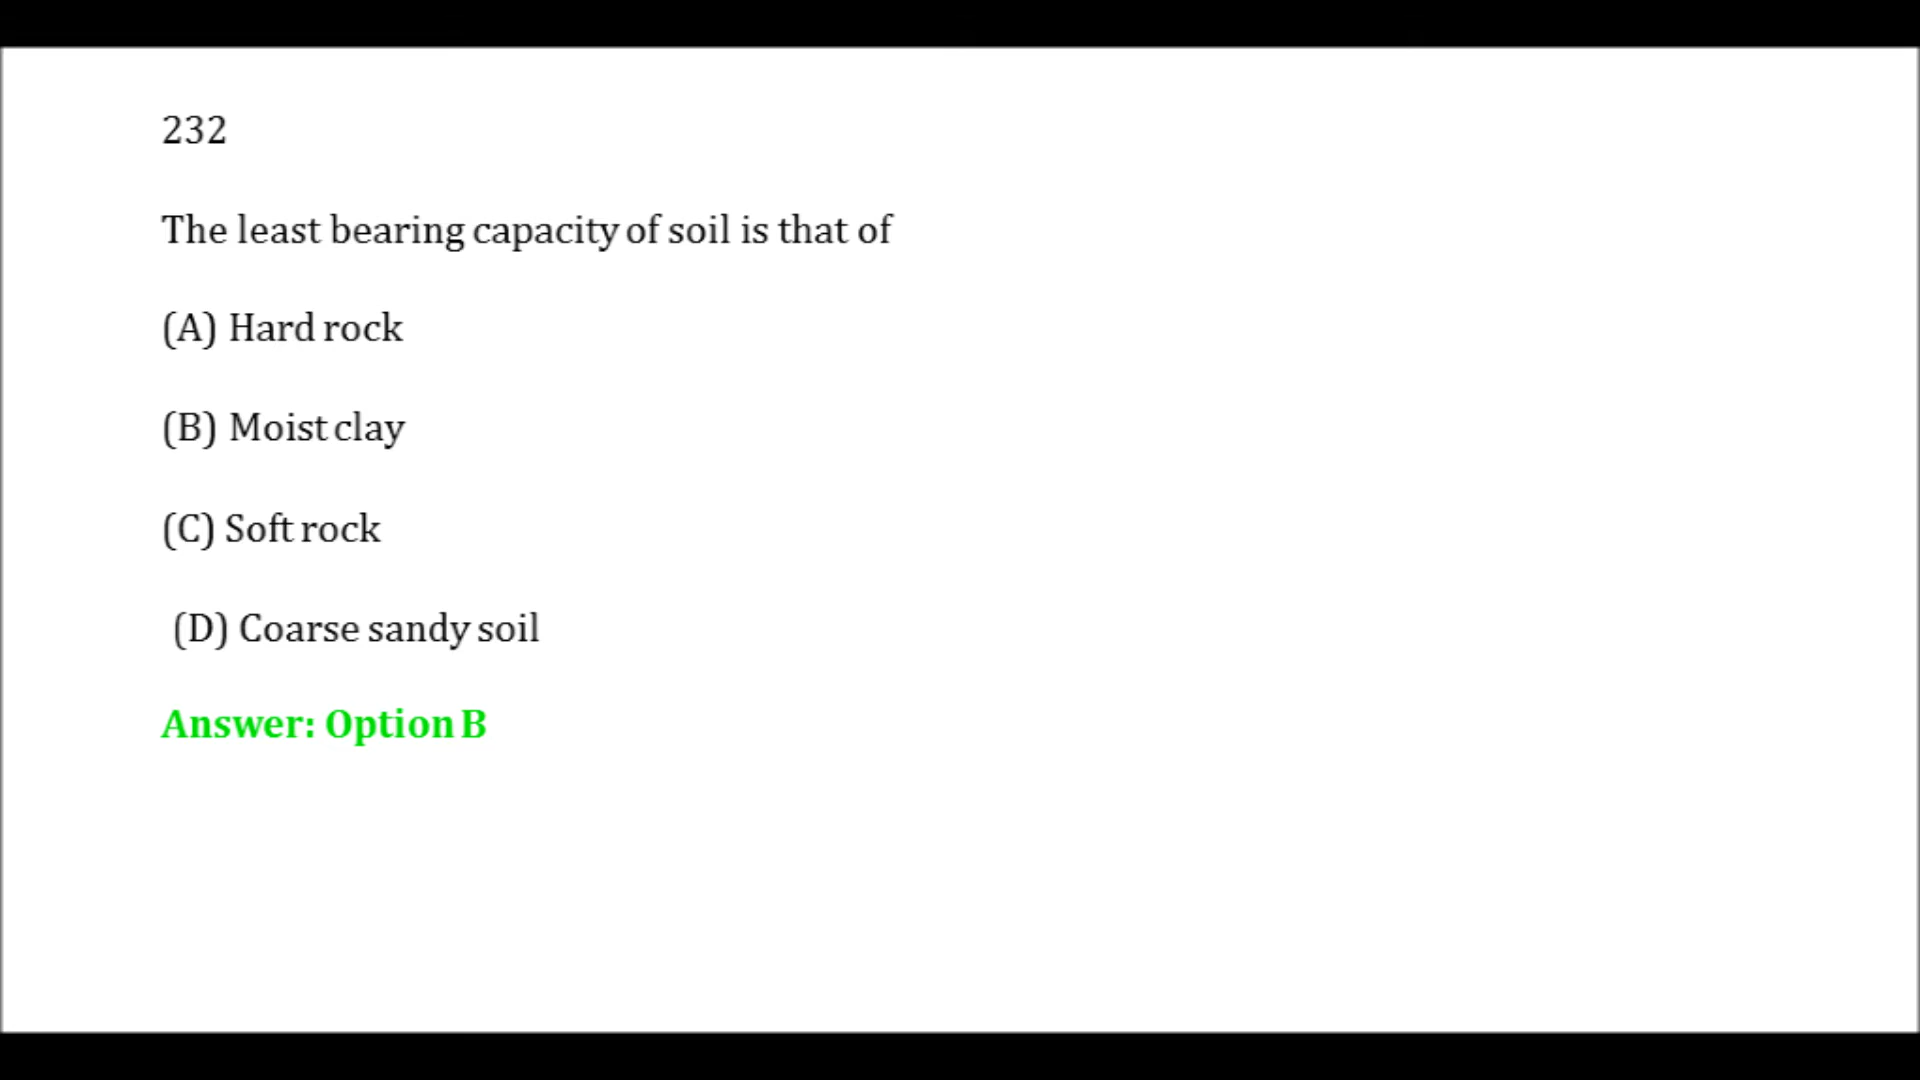 232
The least bearing capacity of soil is that of
(A) Hard rock
(B) Moist clay
(C) Soft rock
(D) Coarse sandy soil
Answer: Option B